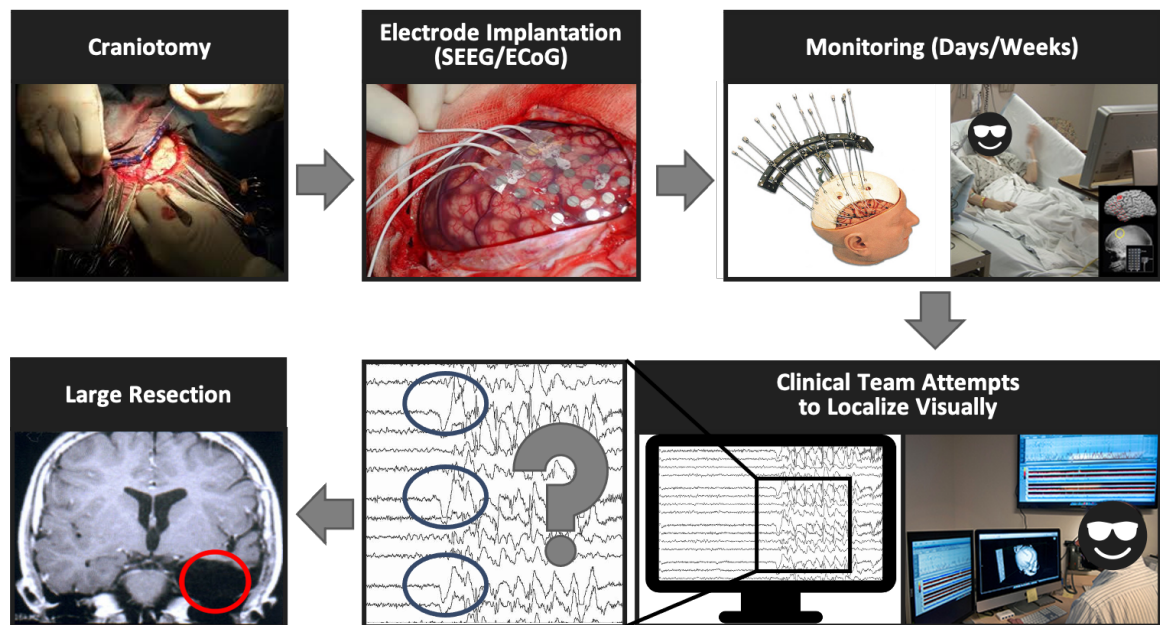 Craniotomy
Electrode Implantation
(SEEG/ECoG)
Monitoring (Days/Weeks)
Clinical Team Attempts
to Localize Visually
Large Resection
?